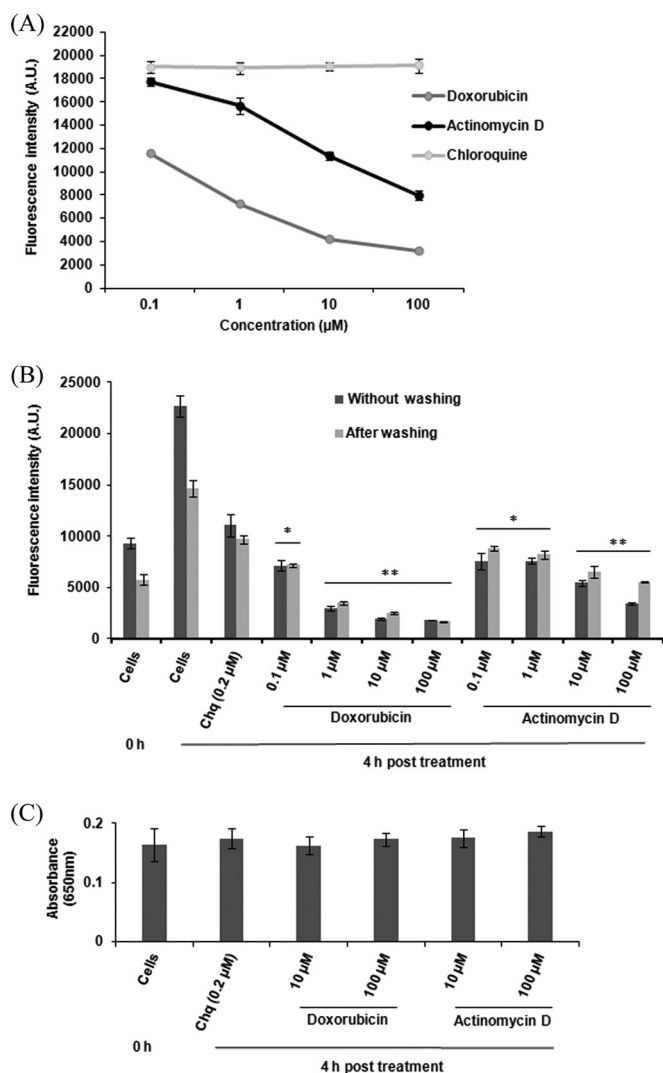 (A)
22000
20000
18000
16000
14000
12000
10000
8000
6000
4000
2000
0
Fluorescence intensity (A.U.)
Doxorubicin
Actinomycin D
Chloroquine
0.1 1 10 100
Concentration (µM)
(B)
25000
20000
15000
10000
5000
0
Fluorescence intensity (A.U.)
Without washing
After washing
* ** * **
Cells Cells Chq (0.2 µM) 0.1 µM 1 µM 10 µM 100 µM 0.1 µM 1 µM 10 µM 100 µM
Doxorubicin Actinomycin D
0 h
4 h post treatment
(C)
0.2
0.1
0
Absorbance
(650nm)
Cells Chq (0.2 µM) 10 µM 100 µM 10 µM 100 µM
Doxorubicin Actinomycin D
0 h
4 h post treatment